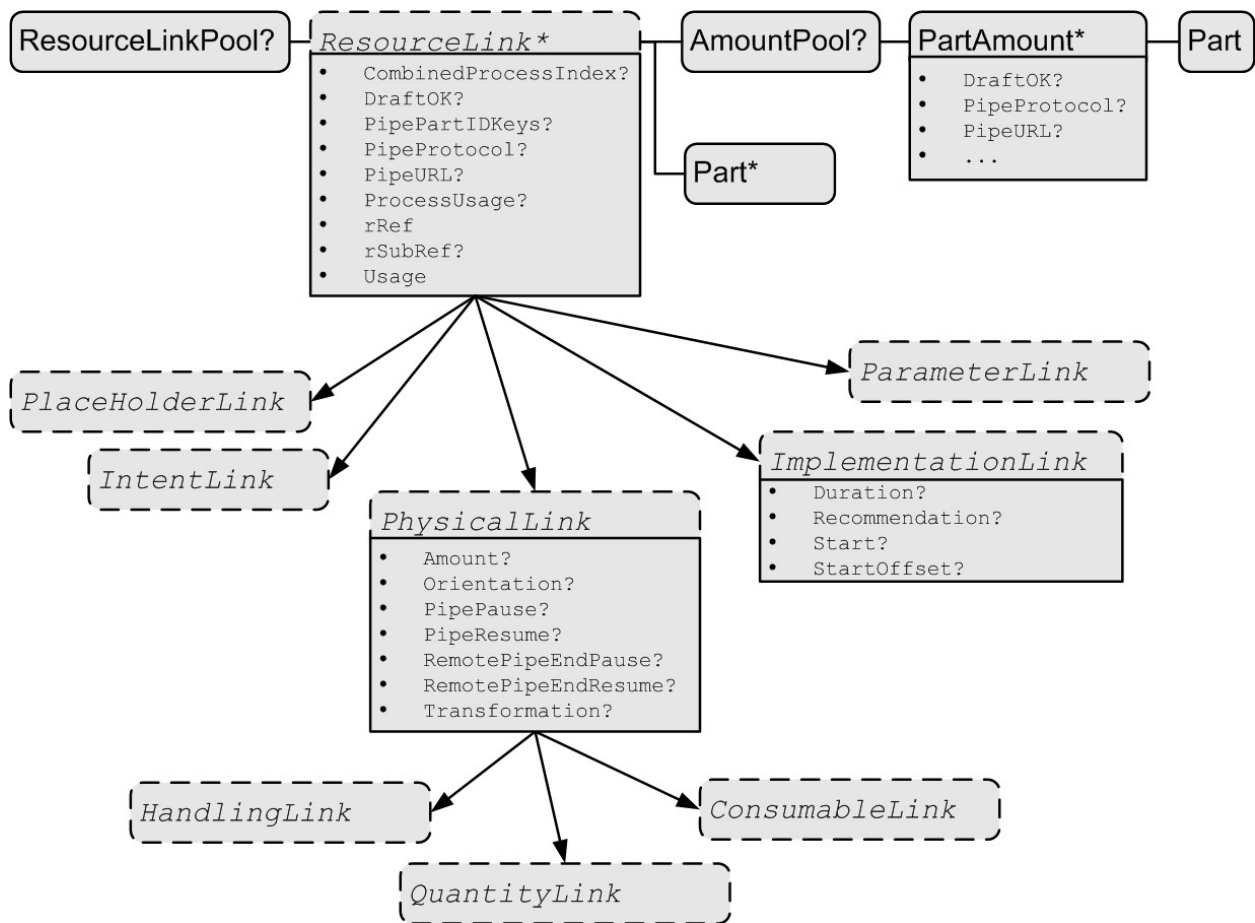 ResourceLinkPool?
ResourceLink*
• CombinedProcessIndex?
• DraftOK?
• PipePartIDKeys?
• PipeProtocol?
• PipeURL?
• ProcessUsage?
• rRef
• rSubRef?
• Usage
AmountPool?
PartAmount*
• DraftOK?
• PipeProtocol?
• PipeURL?
• ...
Part
Part*
PlaceHolderLink
IntentLink
PhysicalLink
• Amount?
• Orientation?
• PipePause?
• PipeResume?
• RemotePipeEndPause?
• RemotePipeEndResume?
• Transformation?
ParameterLink
ImplementationLink
• Duration?
• Recommendation?
• Start?
• StartOffset?
HandlingLink
QuantityLink
ConsumableLink